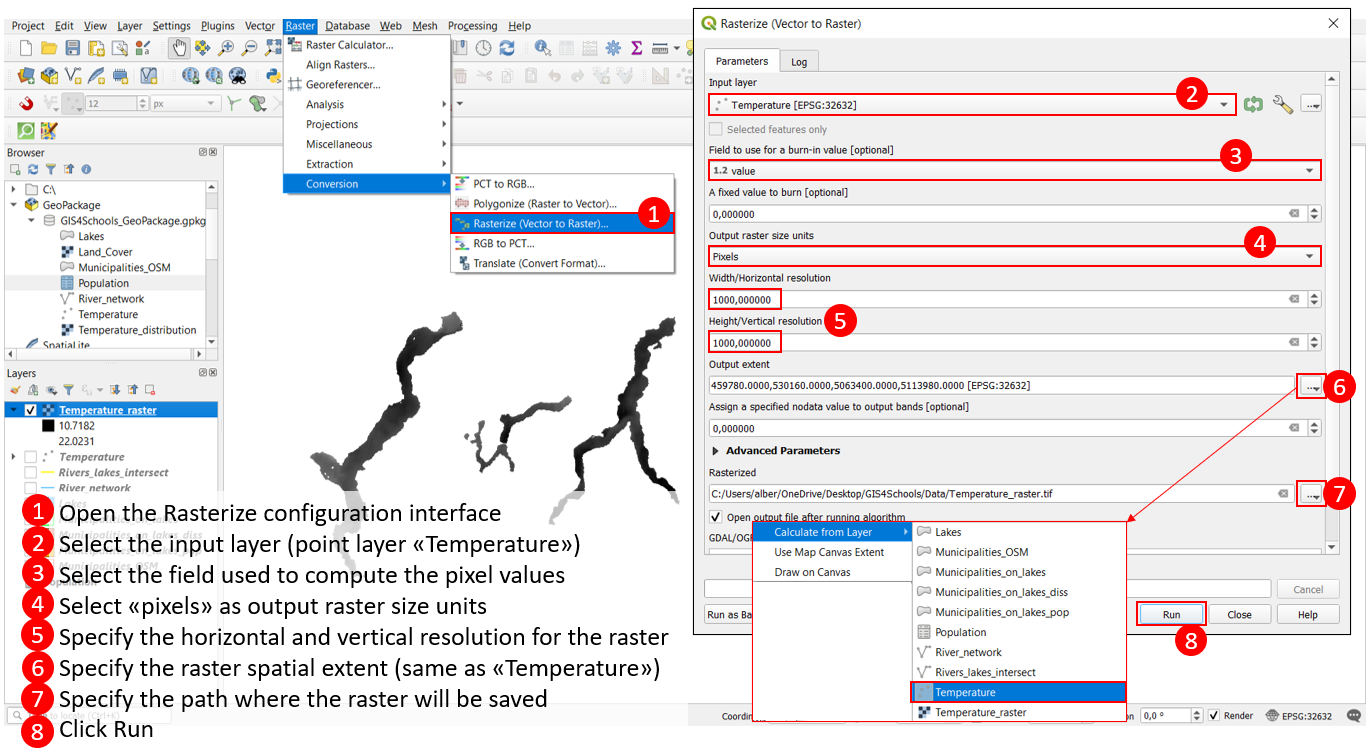 Project Edit View Layer Settings Plugins Vector Raster Database Web Mesh Processing Help
12 px
Raster Calculator...
Align Rasters...
Georeferencer...
Analysis
Projections
Miscellaneous
Extraction
Conversion
PCT to RGB...
Polygonize (Raster to Vector)...
Rasterize (Vector to Raster)...
RGB to PCT...
Translate (Convert Format)...
1
Browser
C:\
GeoPackage
GIS4Schools_GeoPackage.gpkg
Lakes
Land_Cover
Municipalities_OSM
Population
River_network
Temperature
Temperature_distribution
SpatiaLite
Layers
Temperature_raster
10.7182
22.0231
Temperature
Rivers_lakes_intersect
River_network
Lakes
1 Open the Rasterize configuration interface
2 Select the input layer (point layer «Temperature»)
3 Select the field used to compute the pixel values
4 Select «pixels» as output raster size units
5 Specify the horizontal and vertical resolution for the raster
6 Specify the raster spatial extent (same as «Temperature»)
7 Specify the path where the raster will be saved
8 Click Run
Rasterize (Vector to Raster)
Parameters Log
Input layer
Temperature [EPSG:32632]
2
Selected features only
Field to use for a burn-in value [optional]
1.2 value
3
A fixed value to burn [optional]
0,000000
Output raster size units
Pixels
4
Width/Horizontal resolution
1000,000000
Height/Vertical resolution
5
1000,000000
Output extent
459780.0000,530160.0000,5063400.0000,5113980.0000 [EPSG:32632]
6
Assign a specified nodata value to output bands [optional]
0,000000
Advanced Parameters
Rasterized
C:/Users/alber/OneDrive/Desktop/GIS4Schools/Data/Temperature_raster.tif
7
Open output file after running algorithm
Cancel
Run Close Help
8
Calculate from Layer
Use Map Canvas Extent
Draw on Canvas
Lakes
Municipalities_OSM
Municipalities_on_lakes
Municipalities_on_lakes_diss
Municipalities_on_lakes_pop
Population
River_network
Rivers_lakes_intersect
Temperature
Temperature_raster
0,0 ° Render EPSG:32632